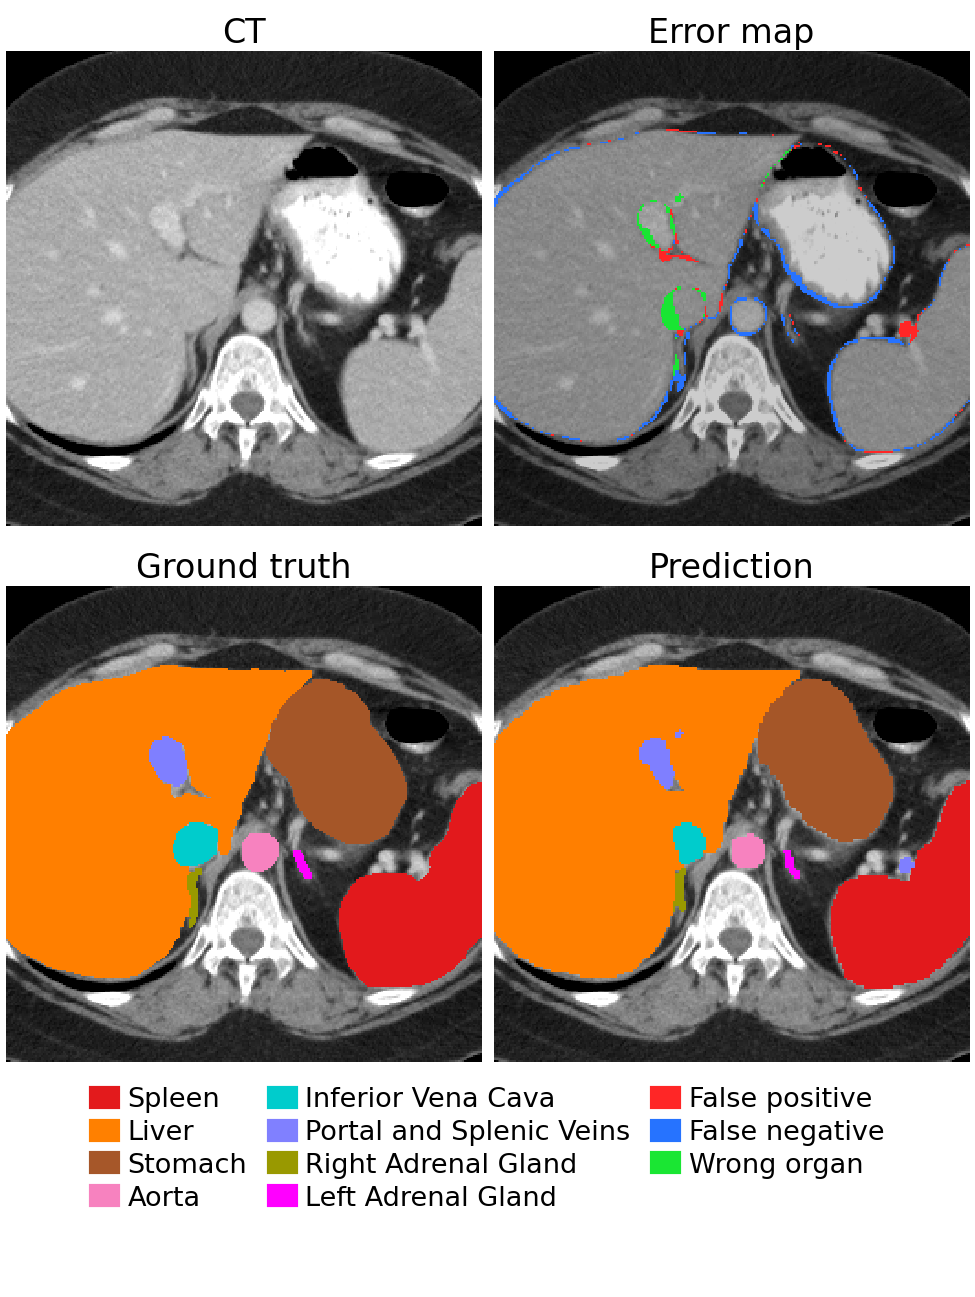 CT
Error map
Ground truth
Prediction
Spleen
Liver
Stomach
Aorta
Inferior Vena Cava
Portal and Splenic Veins
Right Adrenal Gland
Left Adrenal Gland
False positive
False negative
Wrong organ